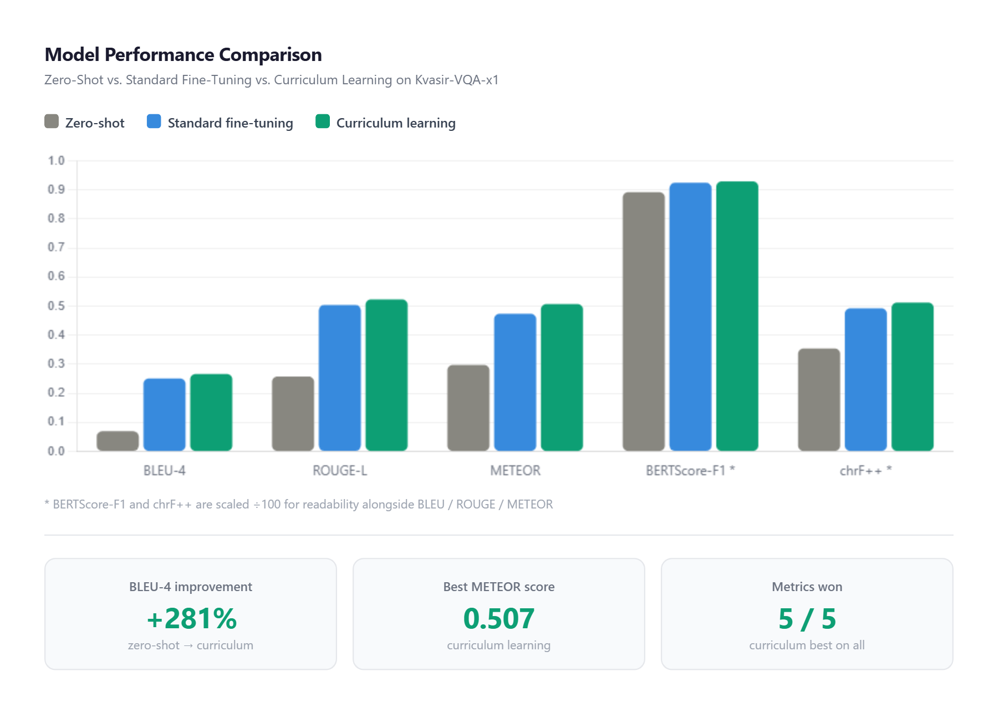 Model Performance Comparison
Zero-Shot vs. Standard Fine-Tuning vs. Curriculum Learning on Kvasir-VQA-x1
Zero-shot Standard fine-tuning Curriculum learning
1.0
0.9
0.8
0.7
0.6
0.5
0.4
0.3
0.2
0.1
0.0
BLEU-4 ROUGE-L METEOR BERTScore-F1 * chrF++ *
* BERTScore-F1 and chrF++ are scaled ÷100 for readability alongside BLEU / ROUGE / METEOR
BLEU-4 improvement
+281%
zero-shot → curriculum
Best METEOR score
0.507
curriculum learning
Metrics won
5 / 5
curriculum best on all